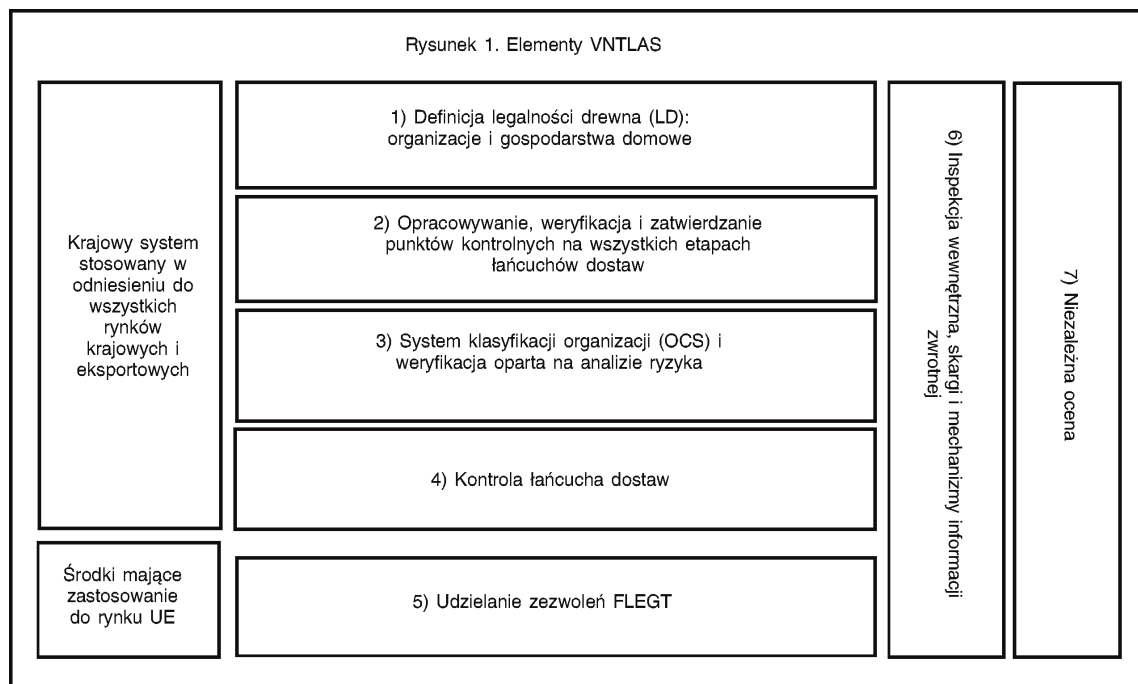 Rysunek 1. Elementy VNTLAS
Krajowy system
stosowany w
odniesieniu do
wszystkich
rynków
krajowych i
eksportowych
1) Definicja legalności drewna (LD):
organizacje i gospodarstwa domowe
2) Opracowywanie, weryfikacja i zatwierdzanie
punktów kontrolnych na wszystkich etapach
łańcuchów dostaw
3) System klasyfikacji organizacji (OCS) i
weryfikacja oparta na analizie ryzyka
4) Kontrola łańcucha dostaw
Środki mające
zastosowanie
do rynku UE
5) Udzielanie zezwoleń FLEGT
6) Inspekcja wewnętrzna, skargi i mechanizmy informacji
zwrotnej
7) Niezależna ocena